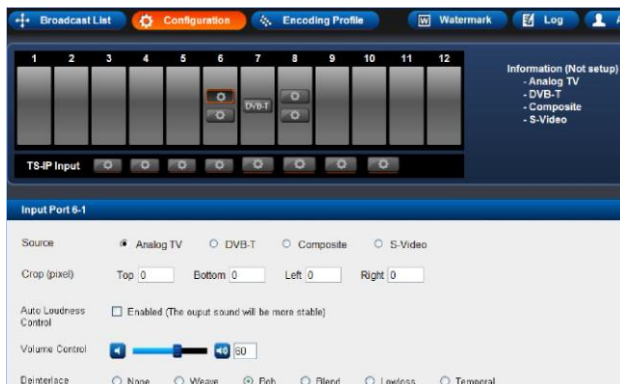 Broadcast List Configuration Encoding Profile W Watermark Log A
1 2 3 4 5 6 7 8 9 10 11 12
Information (Not setup)
- Analog TV
- DVB-T
- Composite
- S-Video
DVB-T
TS-IP Input
Input Port 6-1
Source Analog TV DVB-T Composite S-Video
Crop (pixel) Top 0 Bottom 0 Left 0 Right 0
Auto Loudness
Control
Enabled (The ouput sound will be more stable)
Volume Control 60
Deinterlace None Weave Bob Blend Lowloss Temporal